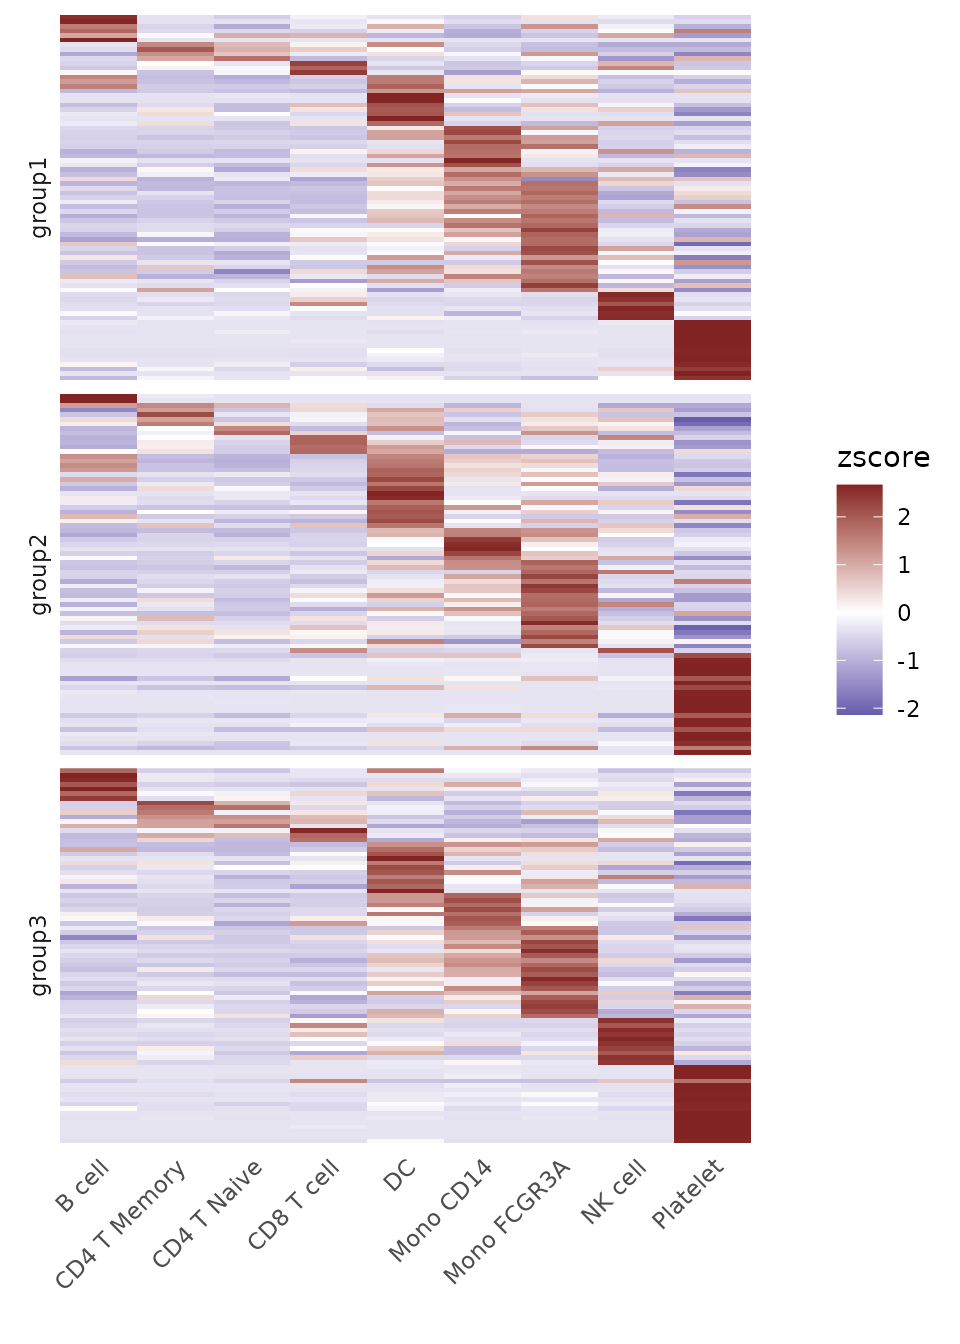 group1
group2
group3
zscore
2
1
0
-1
-2
B cell
CD4 T Memory
CD4 T Naive
CD8 T cell
DC
Mono CD14
Mono FCGR3A
NK cell
Platelet